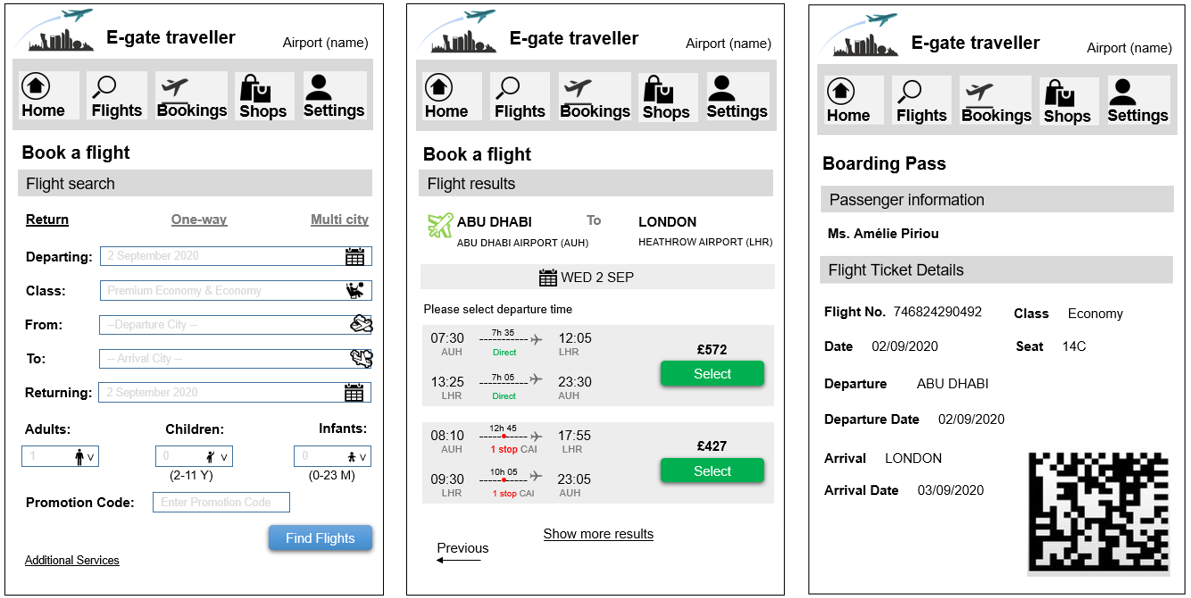 E-gate traveller
Airport (name)
Home Flights Bookings Shops Settings
Book a flight
Flight search
Return One-way Multi city
Departing: 2 September 2020
Class: Premium Economy & Economy
From: --Departure City --
To: -- Arrival City --
Returning: 2 September 2020
Adults: Children: Infants:
1 v 0 v 0 v
(2-11 Y) (0-23 M)
Promotion Code: Enter Promotion Code
Find Flights
Additional Services
E-gate traveller
Airport (name)
Home Flights Bookings Shops Settings
Book a flight
Flight results
ABU DHABI To LONDON
ABU DHABI AIRPORT (AUH) HEATHROW AIRPORT (LHR)
WED 2 SEP
Please select departure time
07:30 7h 35 12:05
AUH Direct LHR
£572
Select
13:25 7h 05 23:30
LHR Direct AUH
08:10 12h 45 17:55
AUH 1 stop CAI LHR
£427
Select
09:30 10h 05 23:05
LHR 1 stop CAI AUH
Show more results
Previous
E-gate traveller
Airport (name)
Home Flights Bookings Shops Settings
Boarding Pass
Passenger information
Ms. Amélie Piriou
Flight Ticket Details
Flight No. 746824290492 Class Economy
Date 02/09/2020 Seat 14C
Departure ABU DHABI
Departure Date 02/09/2020
Arrival LONDON
Arrival Date 03/09/2020